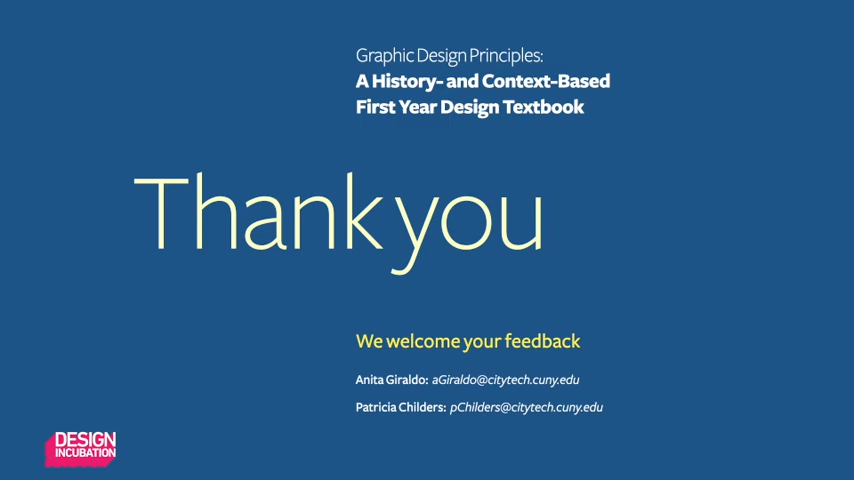 Graphic Design Principles:
A History- and Context-Based
First Year Design Textbook
Thank you
We welcome your feedback
Anita Giraldo: aGiraldo@citytech.cuny.edu
Patricia Childers: pChilders@citytech.cuny.edu
DESIGN
INCUBATION